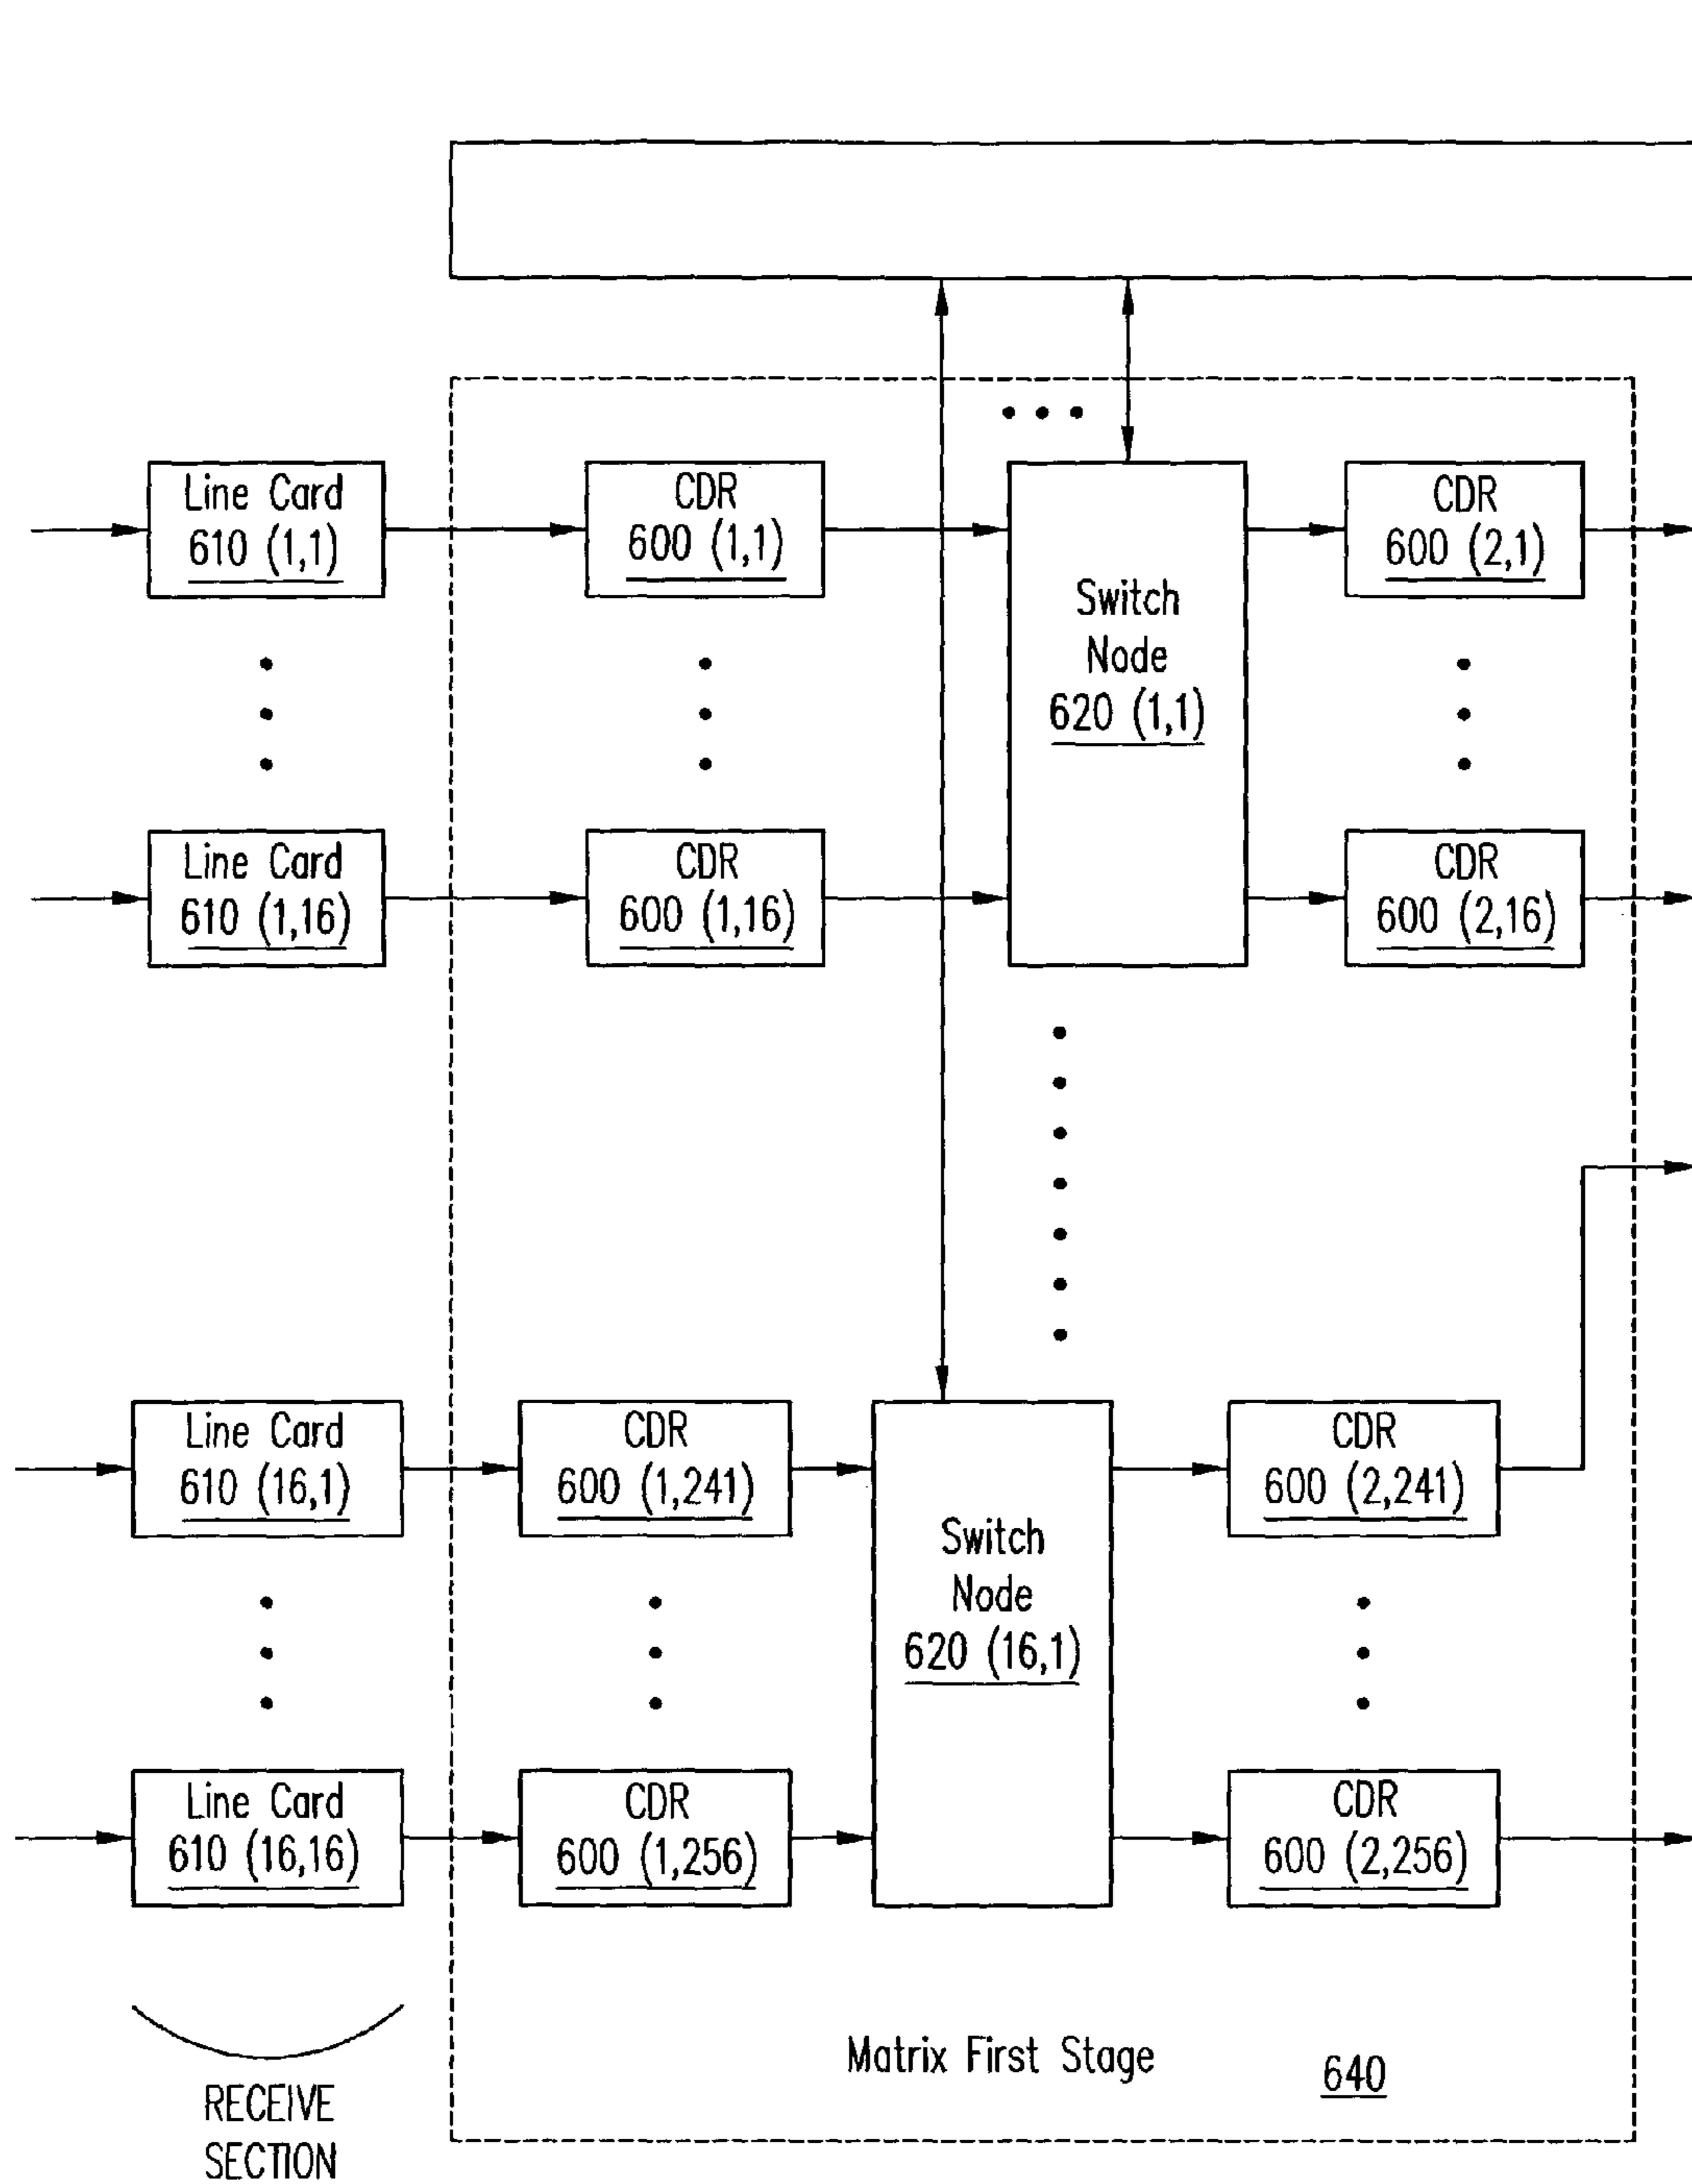 Line Card
610 (1,1)
CDR
600 (1,1)
Switch
Node
620 (1,1)
CDR
600 (2,1)
Line Card
610 (1,16)
CDR
600 (1,16)
CDR
600 (2,16)
Line Card
610 (16,1)
CDR
600 (1,241)
Switch
Node
620 (16,1)
CDR
600 (2,241)
Line Card
610 (16,16)
CDR
600 (1,256)
CDR
600 (2,256)
RECEIVE
SECTION
Matrix First Stage
640